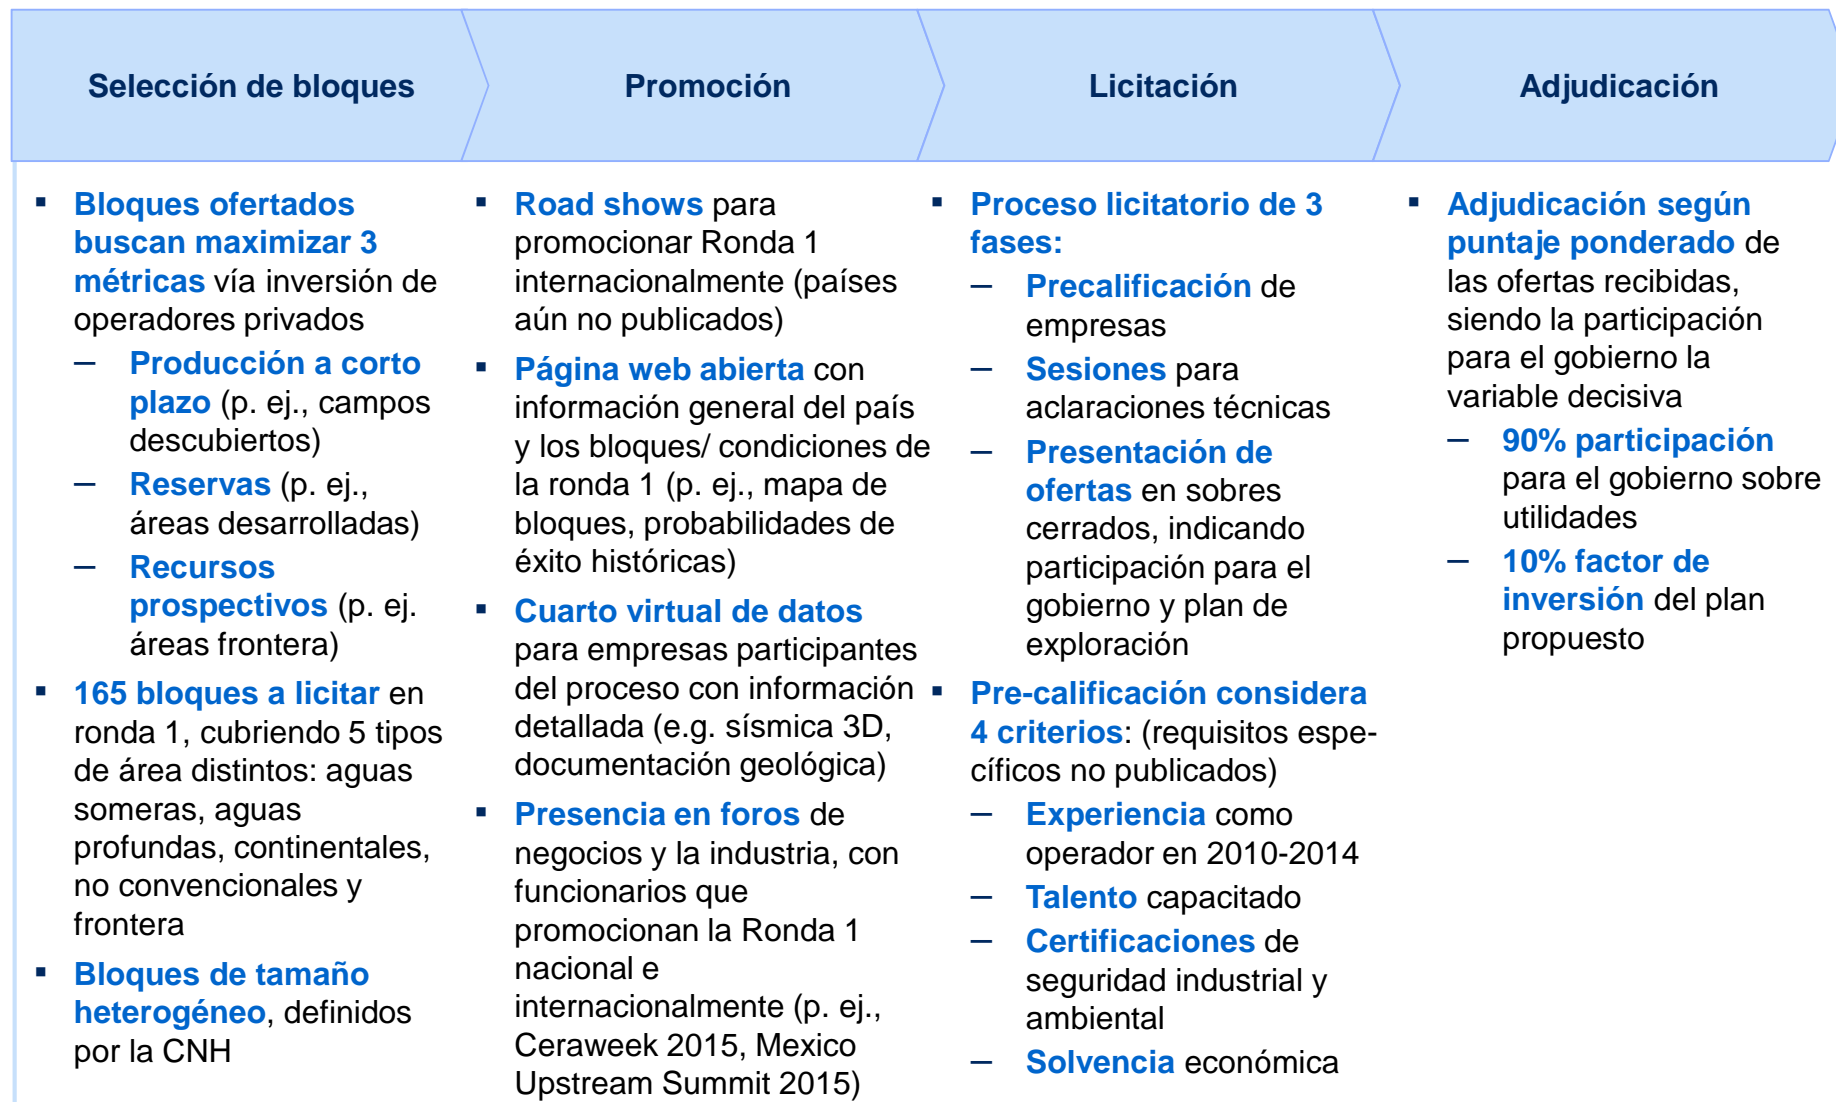 Selección de bloques
Promoción
Licitación
Adjudicación
▪ Bloques ofertados
buscan maximizar 3
métricas vía inversión de
operadores privados
– Producción a corto
plazo (p. ej., campos
descubiertos)
– Reservas (p. ej.,
áreas desarrolladas)
– Recursos
prospectivos (p. ej.
áreas frontera)
▪ 165 bloques a licitar en
ronda 1, cubriendo 5 tipos
de área distintos: aguas
someras, aguas
profundas, continentales,
no convencionales y
frontera
▪ Bloques de tamaño
heterogéneo, definidos
por la CNH
▪ Road shows para
promocionar Ronda 1
internacionalmente (países
aún no publicados)
▪ Página web abierta con
información general del país
y los bloques/ condiciones de
la ronda 1 (p. ej., mapa de
bloques, probabilidades de
éxito históricas)
▪ Cuarto virtual de datos
para empresas participantes
del proceso con información
detallada (e.g. sísmica 3D,
documentación geológica)
▪ Presencia en foros de
negocios y la industria, con
funcionarios que
promocionan la Ronda 1
nacional e
internacionalmente (p. ej.,
Ceraweek 2015, Mexico
Upstream Summit 2015)
▪ Proceso licitatorio de 3
fases:
– Precalificación de
empresas
– Sesiones para
aclaraciones técnicas
– Presentación de
ofertas en sobres
cerrados, indicando
participación para el
gobierno y plan de
exploración
▪ Pre-calificación considera
4 criterios: (requisitos espe-
cíficos no publicados)
– Experiencia como
operador en 2010-2014
– Talento capacitado
– Certificaciones de
seguridad industrial y
ambiental
– Solvencia económica
▪ Adjudicación según
puntaje ponderado de
las ofertas recibidas,
siendo la participación
para el gobierno la
variable decisiva
– 90% participación
para el gobierno sobre
utilidades
– 10% factor de
inversión del plan
propuesto